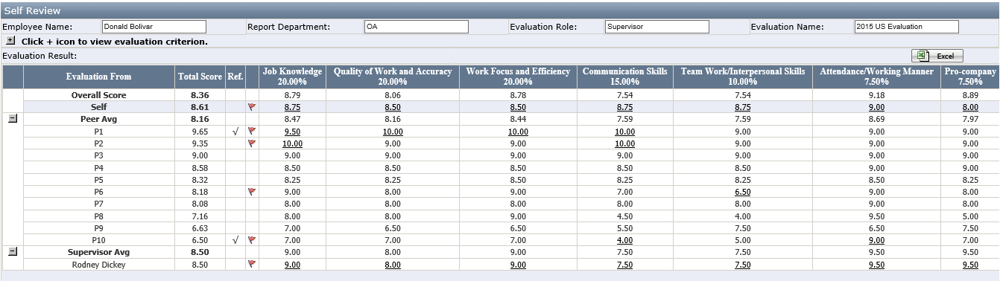 Self Review
Employee Name: Donald Bolivar Report Department: OA Evaluation Role: Supervisor Evaluation Name: 2015 US Evaluation
+ Click + icon to view evaluation criterion.
Evaluation Result: Excel
Evaluation From Total Score Ref. Job Knowledge 20.00% Quality of Work and Accuracy 20.00% Work Focus and Efficiency 20.00% Communication Skills 15.00% Team Work/Interpersonal Skills 10.00% Attendance/Working Manner 7.50% Pro-company 7.50%
Overall Score 8.36 8.79 8.06 8.78 7.54 7.54 9.18 8.89
Self 8.61 8.75 8.50 8.50 8.75 8.75 9.00 8.00
− Peer Avg 8.16 8.47 8.16 8.44 7.59 7.59 8.69 7.97
P1 9.65 √ 9.50 10.00 10.00 10.00 9.00 9.00 9.00
P2 9.35 10.00 9.00 9.00 10.00 9.00 9.00 9.00
P3 9.00 9.00 9.00 9.00 9.00 9.00 9.00 9.00
P4 8.58 8.50 8.50 8.50 8.50 8.50 9.00 9.00
P5 8.32 8.25 8.25 8.50 8.25 8.25 8.50 8.25
P6 8.18 9.00 8.00 9.00 7.00 6.50 9.00 8.00
P7 8.08 8.00 8.00 8.00 8.00 8.00 9.00 8.00
P8 7.16 8.00 8.00 9.00 4.50 4.00 9.50 5.00
P9 6.63 7.00 6.50 6.50 5.50 7.50 6.50 7.50
P10 6.50 √ 7.00 7.00 7.00 4.00 5.00 9.00 7.00
− Supervisor Avg 8.50 9.00 8.00 9.00 7.50 7.50 9.50 9.50
Rodney Dickey 8.50 9.00 8.00 9.00 7.50 7.50 9.50 9.50